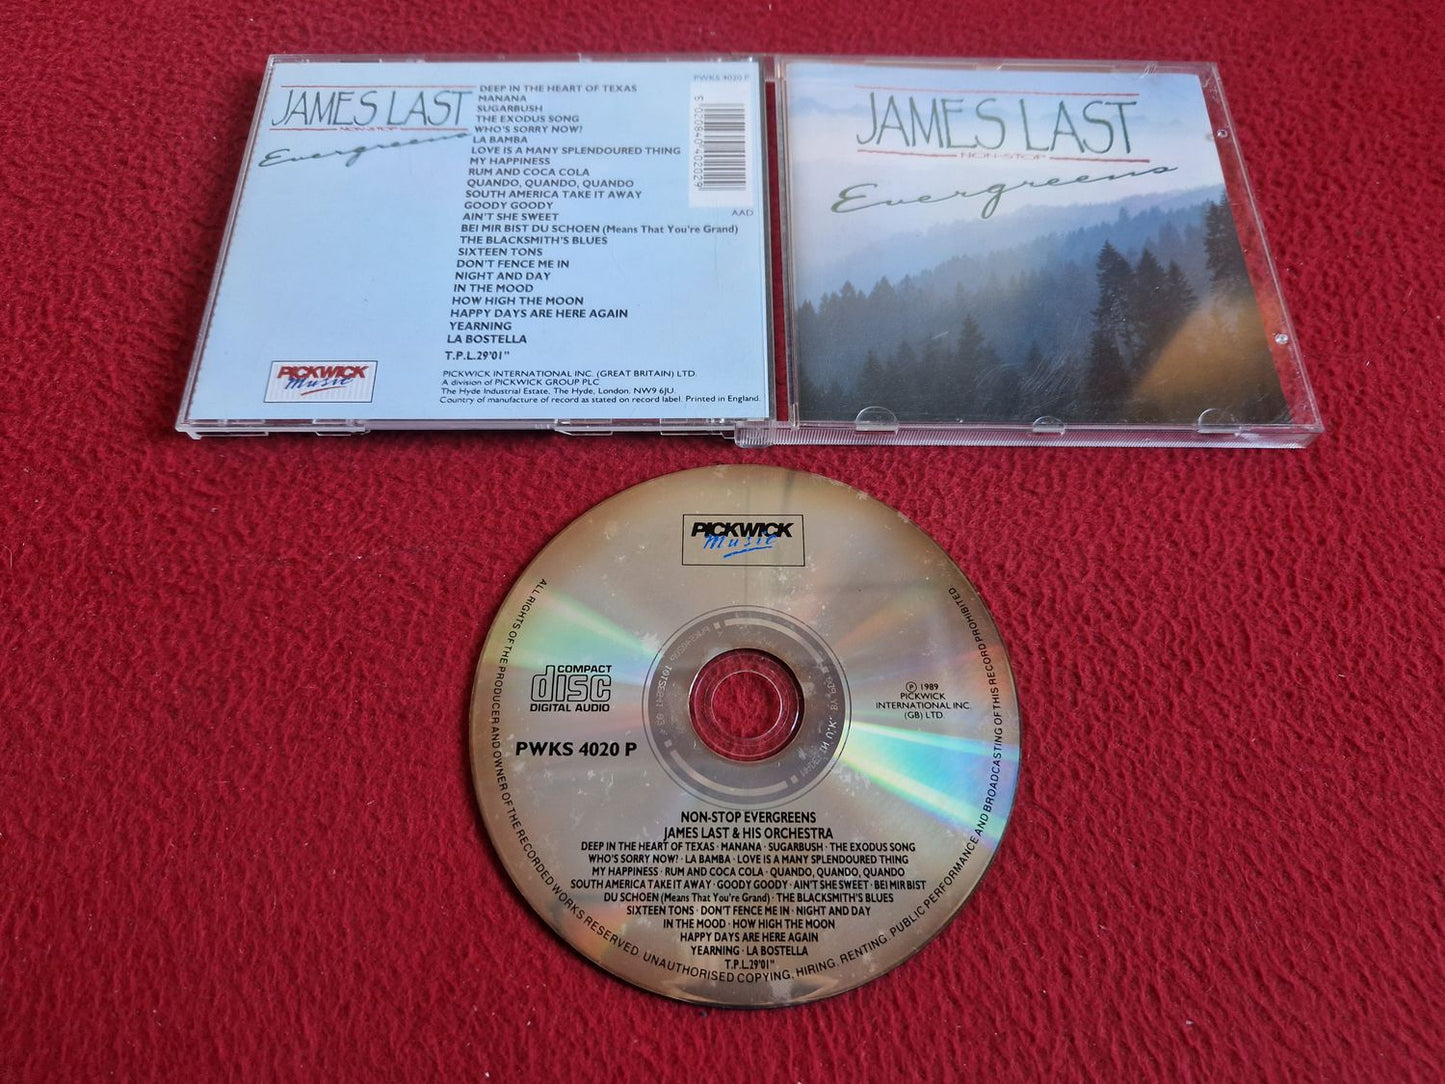 JAMES LAST
NON-STOP
Evergreens
DEEP IN THE HEART OF TEXAS
MANANA
SUGARBUSH
THE EXODUS SONG
WHO'S SORRY NOW?
LA BAMBA
LOVE IS A MANY SPLENDOURED THING
MY HAPPINESS
RUM AND COCA COLA
QUANDO, QUANDO, QUANDO
SOUTH AMERICA TAKE IT AWAY
GOODY GOODY
AIN'T SHE SWEET
BEI MIR BIST DU SCHOEN (Means That You're Grand)
THE BLACKSMITH'S BLUES
SIXTEEN TONS
DON'T FENCE ME IN
NIGHT AND DAY
IN THE MOOD
HOW HIGH THE MOON
HAPPY DAYS ARE HERE AGAIN
YEARNING
LA BOSTELLA
T.P.L.29'01"
PWKS 4020 P
5 020840 402029
AAD
PICKWICK
Music
PICKWICK INTERNATIONAL INC. (GREAT BRITAIN) LTD.
A division of PICKWICK GROUP PLC
The Hyde Industrial Estate, The Hyde, London. NW9 6JU.
Country of manufacture of record as stated on record label. Printed in England.
JAMES LAST
NON-STOP
Evergreens
PICKWICK
Music
ALL RIGHTS OF THE PRODUCER AND OWNER OF THE RECORDED WORKS RESERVED. UNAUTHORISED COPYING, HIRING, RENTING, PUBLIC PERFORMANCE AND BROADCASTING OF THIS RECORD PROHIBITED.
COMPACT
disc
DIGITAL AUDIO
PWKS 4020 P
℗ 1989
PICKWICK
INTERNATIONAL INC.
(GB) LTD.
NON-STOP EVERGREENS
JAMES LAST & HIS ORCHESTRA
DEEP IN THE HEART OF TEXAS · MANANA · SUGARBUSH · THE EXODUS SONG
WHO'S SORRY NOW? · LA BAMBA · LOVE IS A MANY SPLENDOURED THING
MY HAPPINESS · RUM AND COCA COLA · QUANDO, QUANDO, QUANDO
SOUTH AMERICA TAKE IT AWAY · GOODY GOODY · AIN'T SHE SWEET · BEI MIR BIST
DU SCHOEN (Means That You're Grand) · THE BLACKSMITH'S BLUES
SIXTEEN TONS · DON'T FENCE ME IN · NIGHT AND DAY
IN THE MOOD · HOW HIGH THE MOON
HAPPY DAYS ARE HERE AGAIN
YEARNING · LA BOSTELLA
T.P.L.29'01"